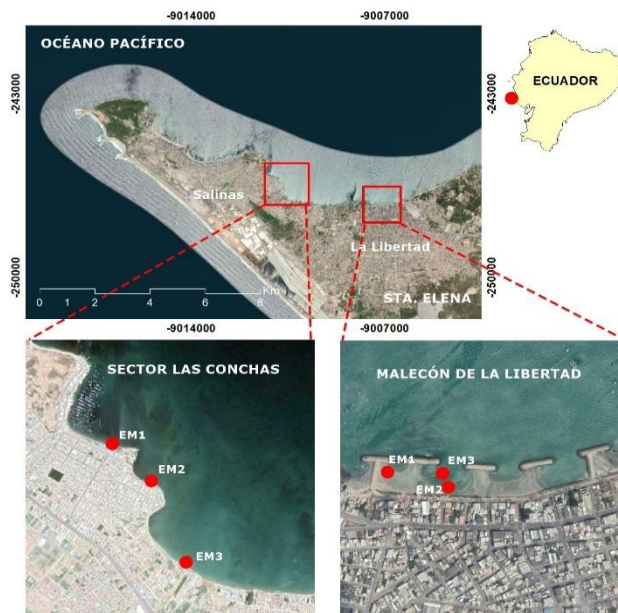 -9014000 -9007000
OCÉANO PACÍFICO
-243000
-243000
ECUADOR
Salinas
La Libertad
-250000
-250000
Km
0 2 4 6 8
STA. ELENA
-9014000 -9007000
SECTOR LAS CONCHAS
EM1
EM2
EM3
MALECÓN DE LA LIBERTAD
EM1
EM3
EM2